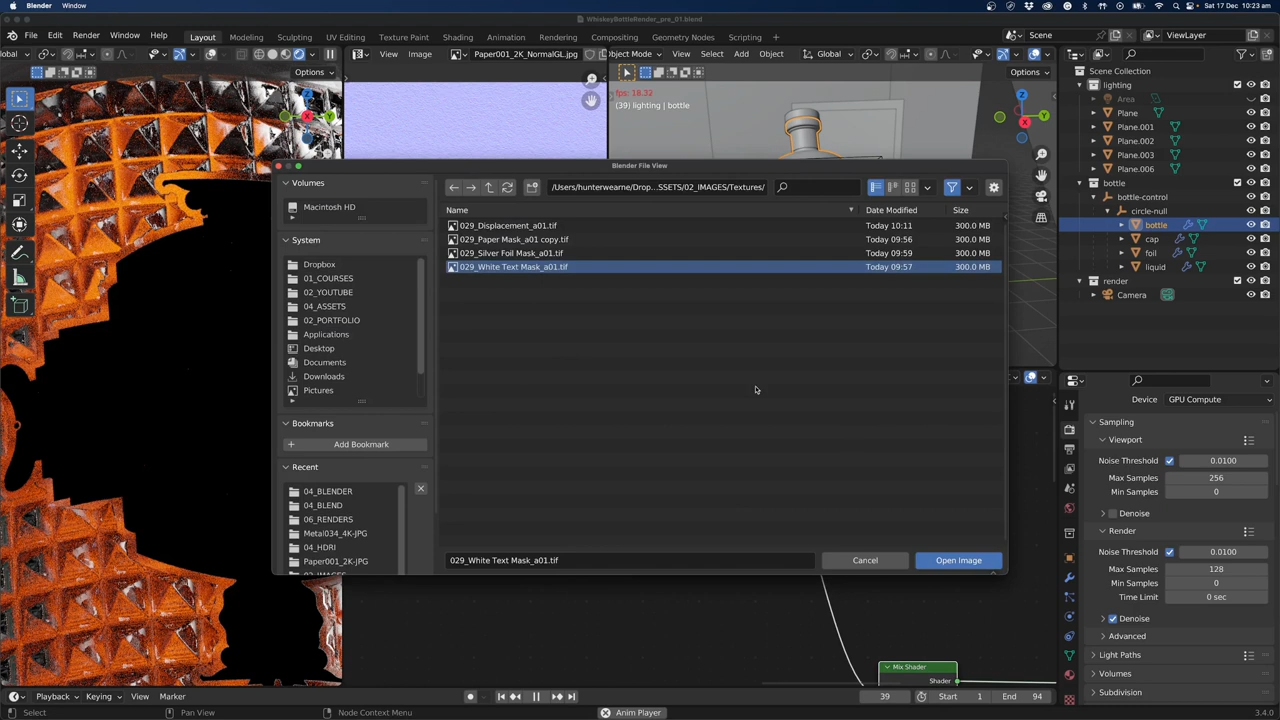 Blender Window Sat 17 Dec 10:23 am
WhiskeyBottleRender_pre_01.blend
File Edit Render Window Help Layout Modeling Sculpting UV Editing Texture Paint Shading Animation Rendering Compositing Geometry Nodes Scripting Scene ViewLayer
View Image Paper001_2K_NormalGL.jpg View Select Add Object Global
Options
Options
fps: 18.32
(39) lighting | bottle
Scene Collection
lighting
Area
Plane
Plane.001
Plane.002
Plane.003
Plane.006
bottle
bottle-control
circle-null
bottle
cap
foil
liquid
render
Camera
Blender File View
Volumes
Macintosh HD
System
Dropbox
01_COURSES
02_YOUTUBE
04_ASSETS
02_PORTFOLIO
Applications
Desktop
Documents
Downloads
Pictures
Bookmarks
Add Bookmark
Recent
04_BLENDER
04_BLEND
06_RENDERS
Metal034_4K-JPG
04_HDRI
Paper001_2K-JPG
/Users/hunterwearne/Drop...SSETS/02_IMAGES/Textures/
Name Date Modified Size
029_Displacement_a01.tif Today 10:11 300.0 MB
029_Paper Mask_a01 copy.tif Today 09:56 300.0 MB
029_Silver Foil Mask_a01.tif Today 09:59 300.0 MB
029_White Text Mask_a01.tif Today 09:57 300.0 MB
029_White Text Mask_a01.tif Cancel Open Image
Device GPU Compute
Sampling
Viewport
Noise Threshold 0.0100
Max Samples 256
Min Samples 0
Denoise
Render
Noise Threshold 0.0100
Max Samples 128
Min Samples 0
Time Limit 0 sec
Denoise
Advanced
Light Paths
Volumes
Subdivision
Mix Shader
Shader
Playback Keying View Marker 39 Start 1 End 94
Select Pan View Node Context Menu Anim Player 3.4.0